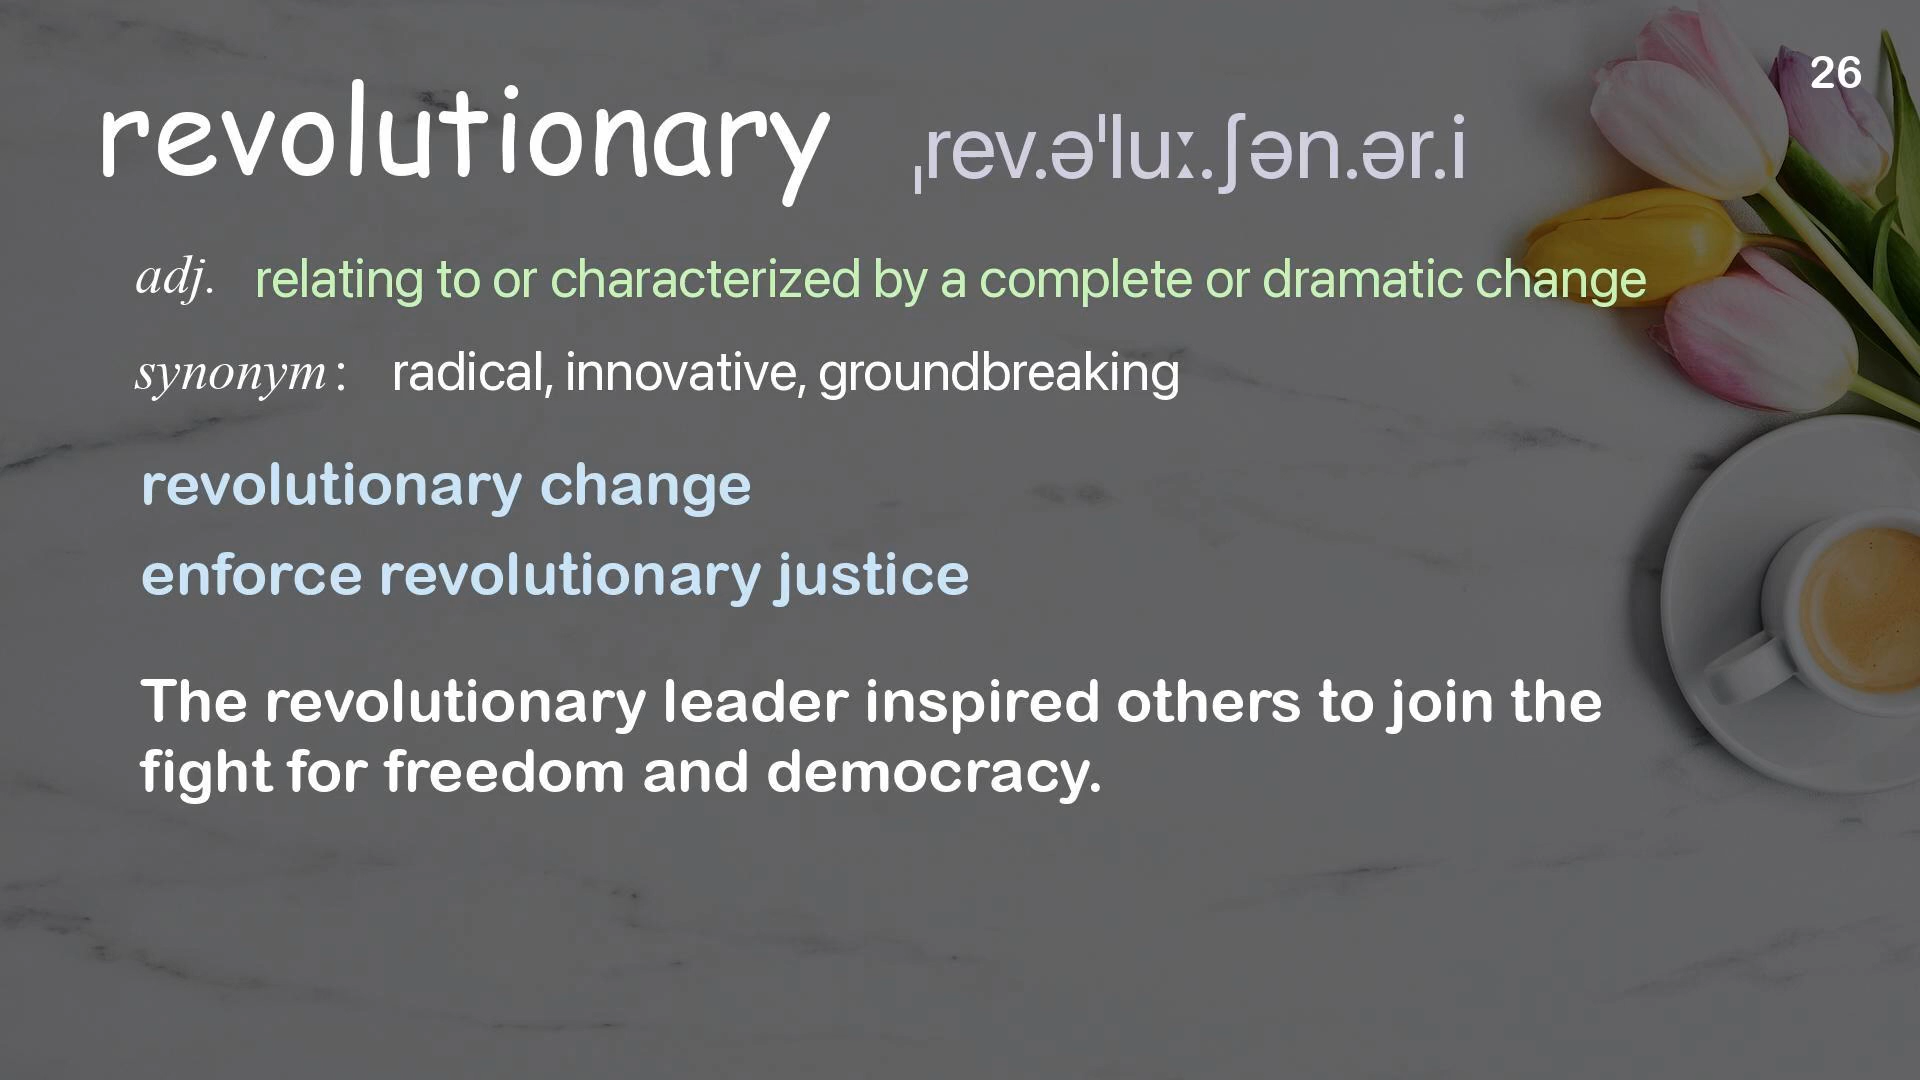 26
revolutionary ˌrev.əˈluː.ʃən.ər.i
adj. relating to or characterized by a complete or dramatic change
synonym : radical, innovative, groundbreaking
revolutionary change
enforce revolutionary justice
The revolutionary leader inspired others to join the
fight for freedom and democracy.